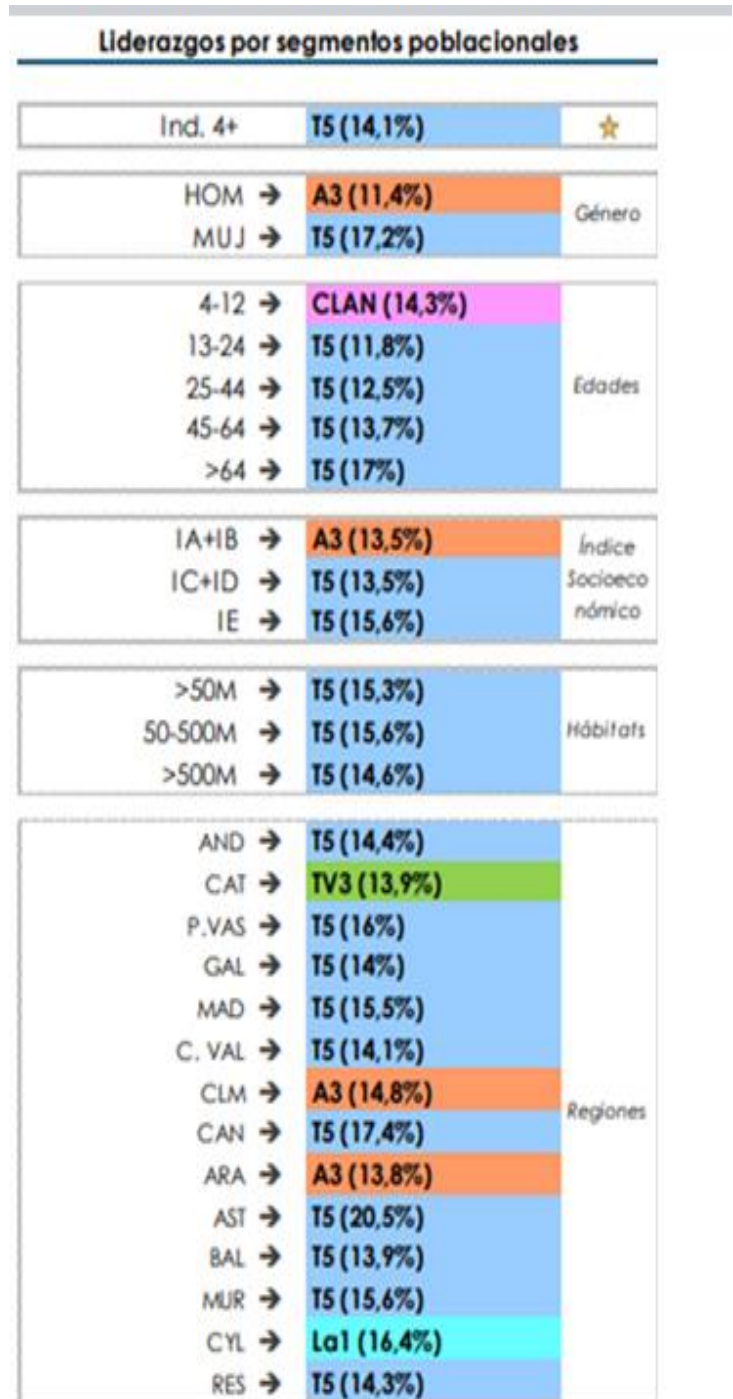 Liderazgos por segmentos poblacionales
Ind. 4+ T5 (14,1%)
HOM → A3 (11,4%)
MUJ → T5 (17,2%)
Género
4-12 → CLAN (14,3%)
13-24 → T5 (11,8%)
25-44 → T5 (12,5%)
45-64 → T5 (13,7%)
>64 → T5 (17%)
Edades
IA+IB → A3 (13,5%)
IC+ID → T5 (13,5%)
IE → T5 (15,6%)
Índice
Socioeco
nómico
>50M → T5 (15,3%)
50-500M → T5 (15,6%)
>500M → T5 (14,6%)
Hábitats
AND → T5 (14,4%)
CAT → TV3 (13,9%)
P.VAS → T5 (16%)
GAL → T5 (14%)
MAD → T5 (15,5%)
C. VAL → T5 (14,1%)
CLM → A3 (14,8%)
CAN → T5 (17,4%)
ARA → A3 (13,8%)
AST → T5 (20,5%)
BAL → T5 (13,9%)
MUR → T5 (15,6%)
CYL → La1 (16,4%)
RES → T5 (14,3%)
Regiones